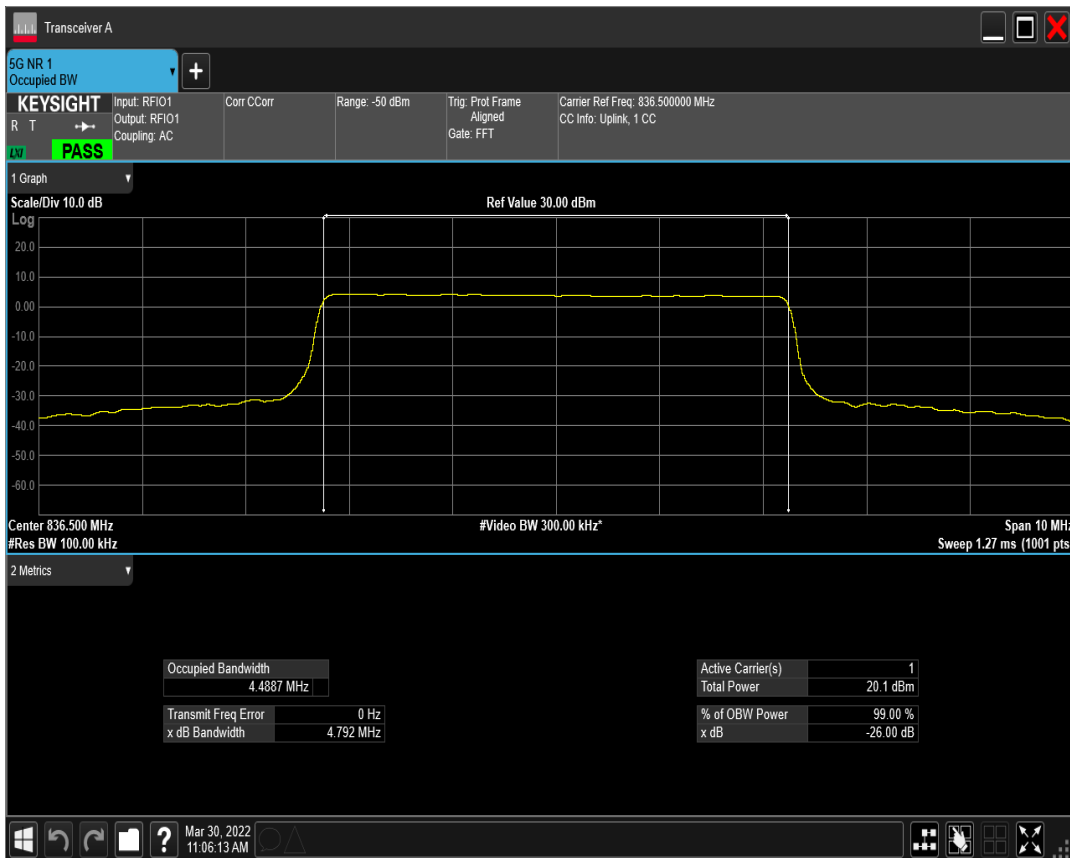 Transceiver A
5G NR 1
Occupied BW
+
KEYSIGHT
R T
LXI
PASS
Input: RFIO1
Output: RFIO1
Coupling: AC
Corr CCorr
Range: -50 dBm
Trig: Prot Frame
Aligned
Gate: FFT
Carrier Ref Freq: 836.500000 MHz
CC Info: Uplink, 1 CC
1 Graph
Scale/Div 10.0 dB
Ref Value 30.00 dBm
Log
20.0
10.0
0.00
-10.0
-20.0
-30.0
-40.0
-50.0
-60.0
Center 836.500 MHz
#Video BW 300.00 kHz*
Span 10 MHz
#Res BW 100.00 kHz
Sweep 1.27 ms (1001 pts
2 Metrics
Occupied Bandwidth
4.4887 MHz
Transmit Freq Error 0 Hz
x dB Bandwidth 4.792 MHz
Active Carrier(s) 1
Total Power 20.1 dBm
% of OBW Power 99.00 %
x dB -26.00 dB
?
Mar 30, 2022
11:06:13 AM